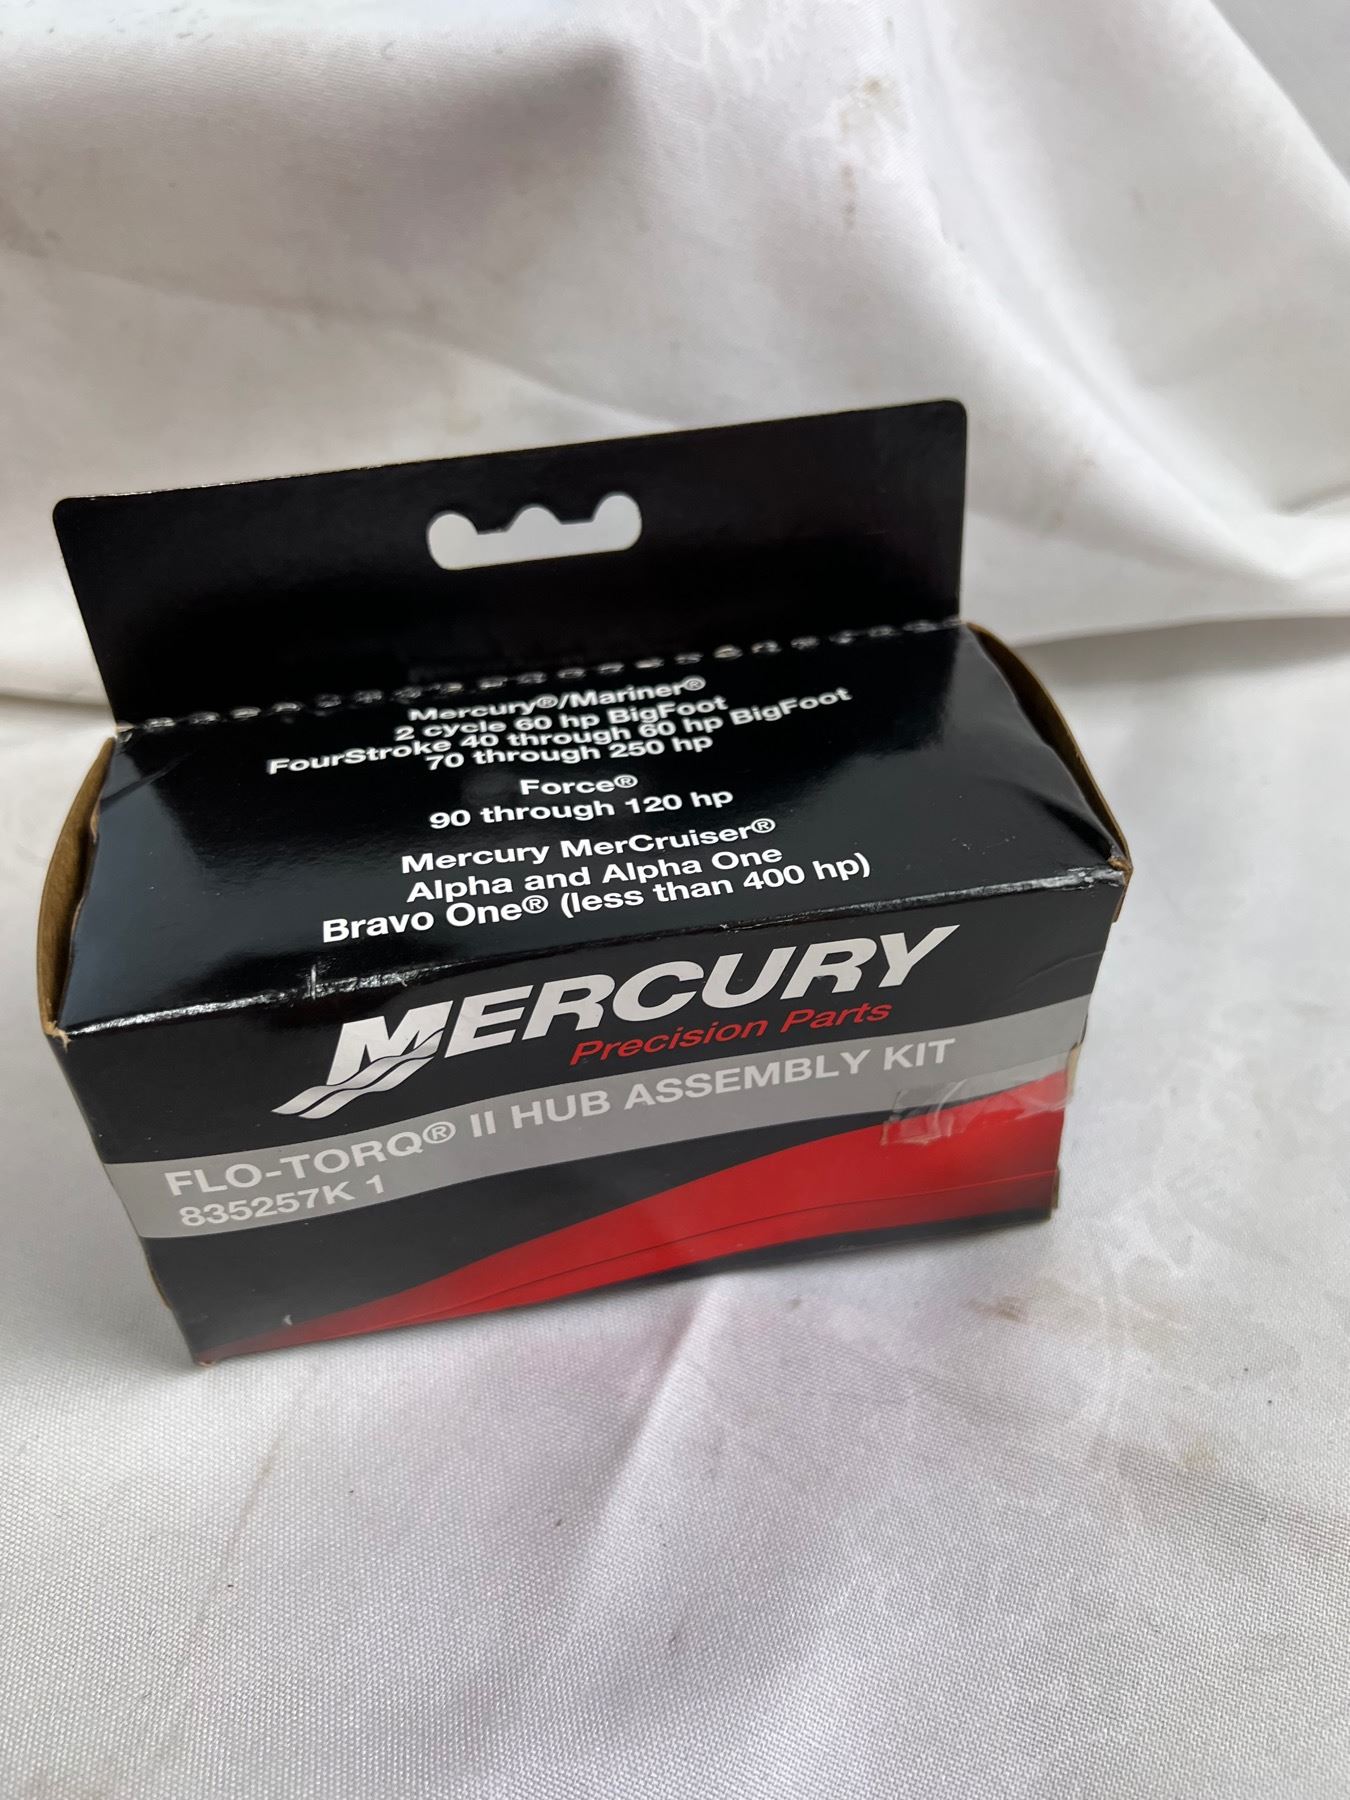 Mercury®/Mariner®
2 cycle 60 hp BigFoot
FourStroke 40 through 60 hp BigFoot
70 through 250 hp
Force®
90 through 120 hp
Mercury MerCruiser®
Alpha and Alpha One
Bravo One® (less than 400 hp)
MERCURY
Precision Parts
FLO-TORQ® II HUB ASSEMBLY KIT
835257K 1